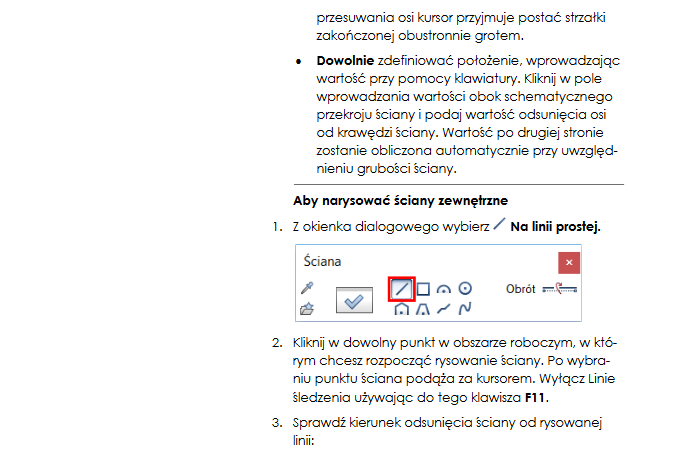 przesuwania osi kursor przyjmuje postać strzałki
zakończonej obustronnie grotem.
• Dowolnie zdefiniować położenie, wprowadzając
wartość przy pomocy klawiatury. Kliknij w pole
wprowadzania wartości obok schematycznego
przekroju ściany i podaj wartość odsunięcia osi
od krawędzi ściany. Wartość po drugiej stronie
zostanie obliczona automatycznie przy uwzględ-
nieniu grubości ściany.
Aby narysować ściany zewnętrzne
1. Z okienka dialogowego wybierz Na linii prostej.
Ściana
Obrót
2. Kliknij w dowolny punkt w obszarze roboczym, w któ-
rym chcesz rozpocząć rysowanie ściany. Po wybra-
niu punktu ściana podąża za kursorem. Wyłącz Linie
śledzenia używając do tego klawisza F11.
3. Sprawdź kierunek odsunięcia ściany od rysowanej
linii: